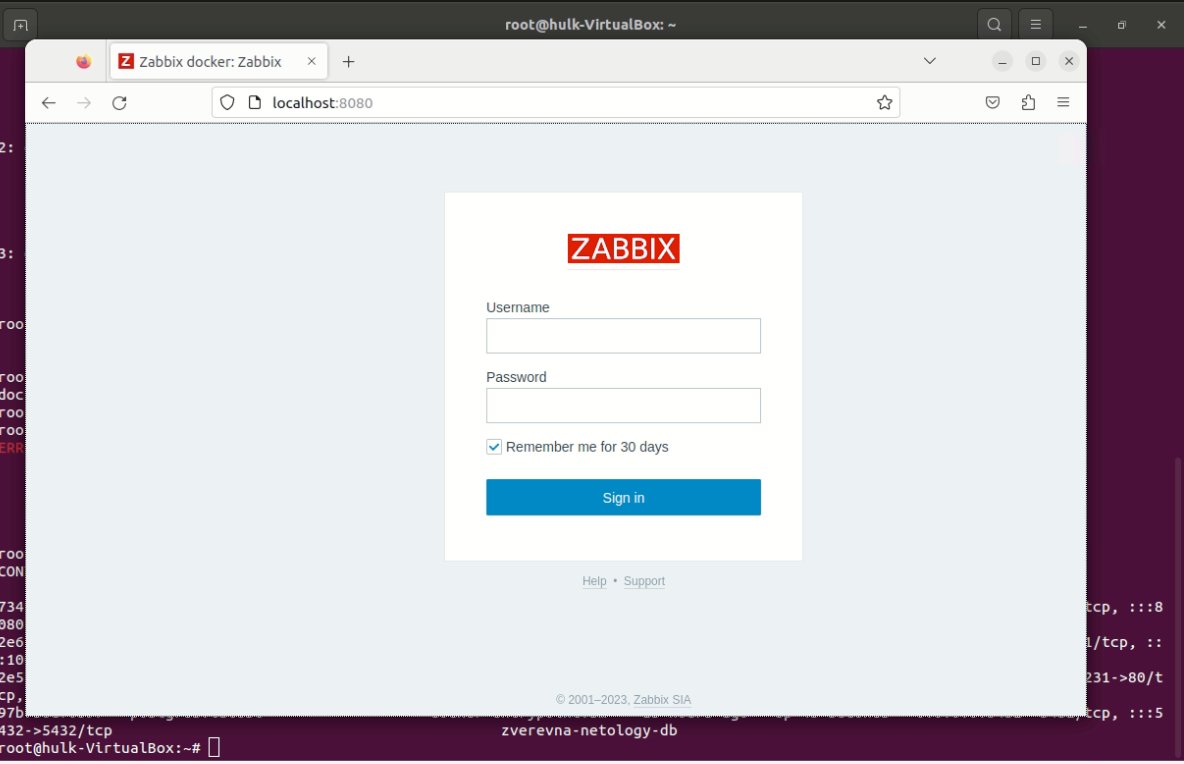 root@hulk-VirtualBox: ~
Z Zabbix docker: Zabbix
localhost:8080
2:
3:
ZABBIX
Username
roo
Password
roo
doc
roo
roo
Remember me for 30 days
ERR
Sign in
roo
CON
Help • Support
734 tcp, :::8
080
2e6 1/tcp, ::
:10
2e5 231->80/t
cp,
© 2001–2023, Zabbix SIA
97b tcp, :::5
432->5432/tcp zverevna-netology-db
root@hulk-VirtualBox:~#